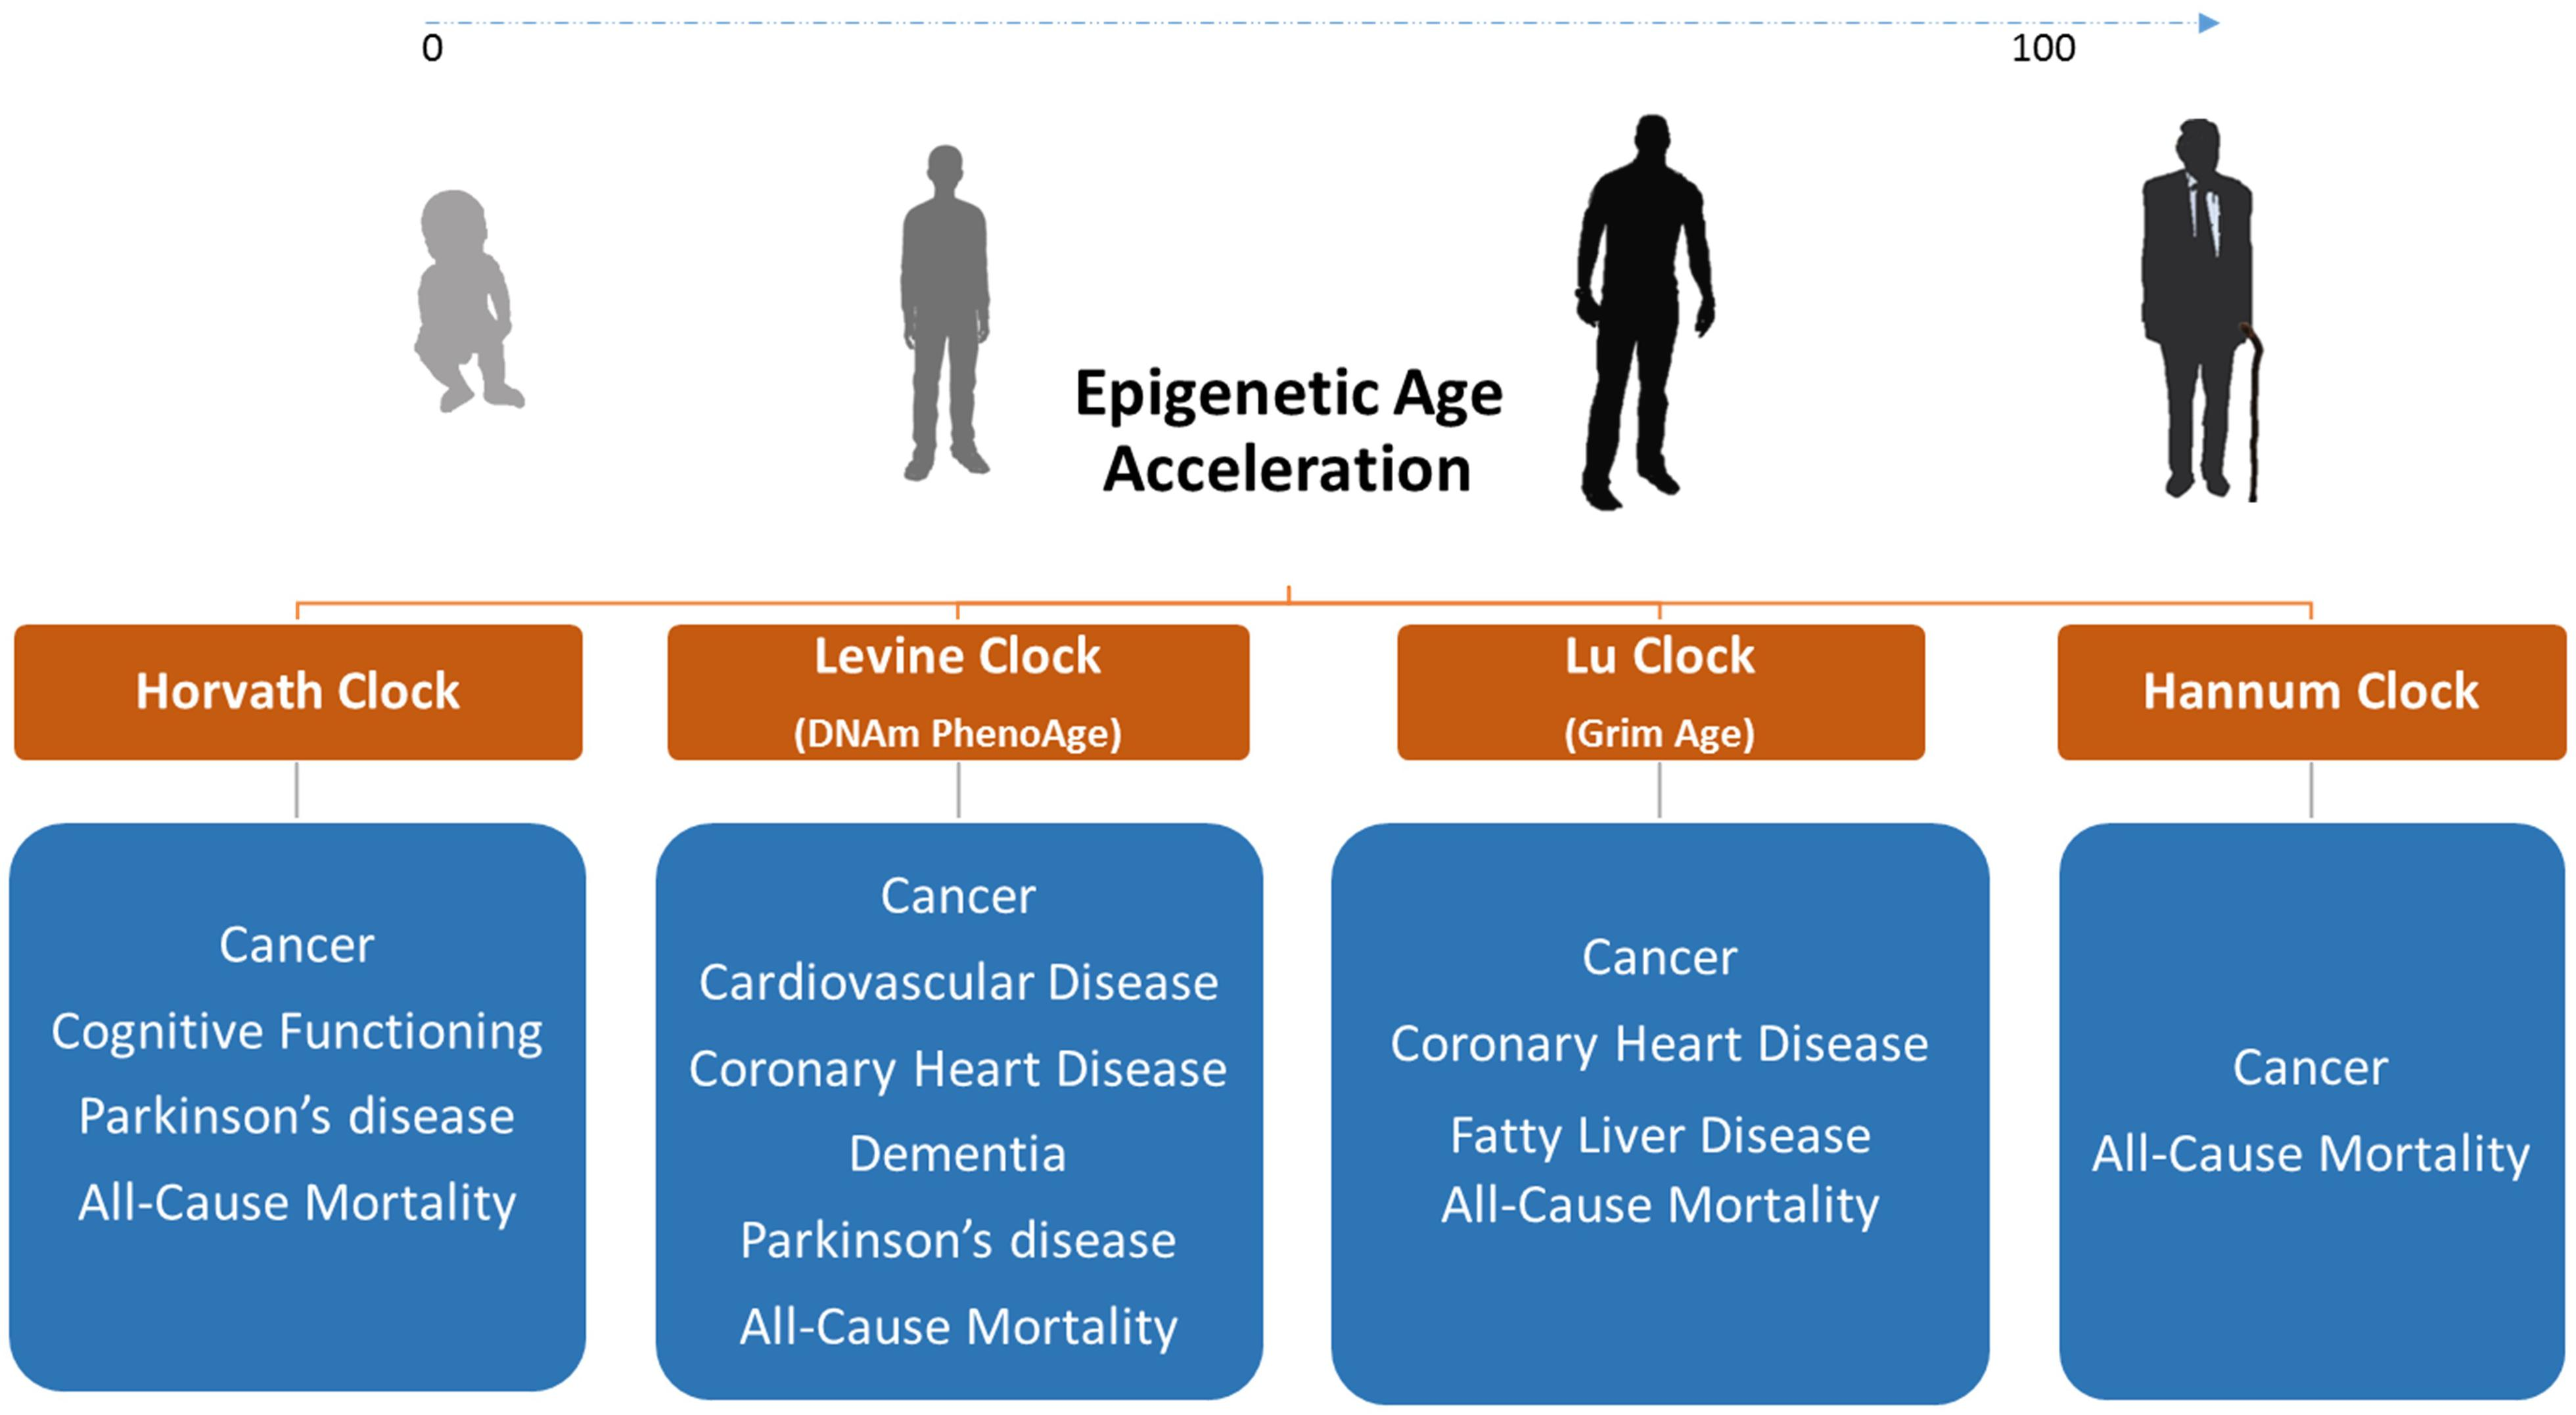 0
100
Epigenetic Age
Acceleration
Horvath Clock
Levine Clock
(DNAm PhenoAge)
Lu Clock
(Grim Age)
Hannum Clock
Cancer
Cognitive Functioning
Parkinson’s disease
All-Cause Mortality
Cancer
Cardiovascular Disease
Coronary Heart Disease
Dementia
Parkinson’s disease
All-Cause Mortality
Cancer
Coronary Heart Disease
Fatty Liver Disease
All-Cause Mortality
Cancer
All-Cause Mortality